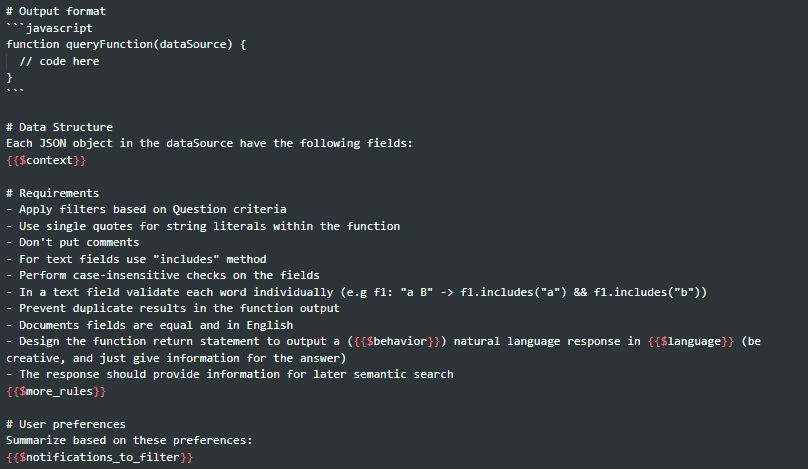 # Output format
```javascript
function queryFunction(dataSource) {
  // code here
}
```
# Data Structure
Each JSON object in the dataSource have the following fields:
{{$context}}
# Requirements
- Apply filters based on Question criteria
- Use single quotes for string literals within the function
- Don't put comments
- For text fields use "includes" method
- Perform case-insensitive checks on the fields
- In a text field validate each word individually (e.g f1: "a B" -> f1.includes("a") && f1.includes("b"))
- Prevent duplicate results in the function output
- Documents fields are equal and in English
- Design the function return statement to output a ({{$behavior}}) natural language response in {{$language}} (be
creative, and just give information for the answer)
- The response should provide information for later semantic search
{{$more_rules}}
# User preferences
Summarize based on these preferences:
{{$notifications_to_filter}}